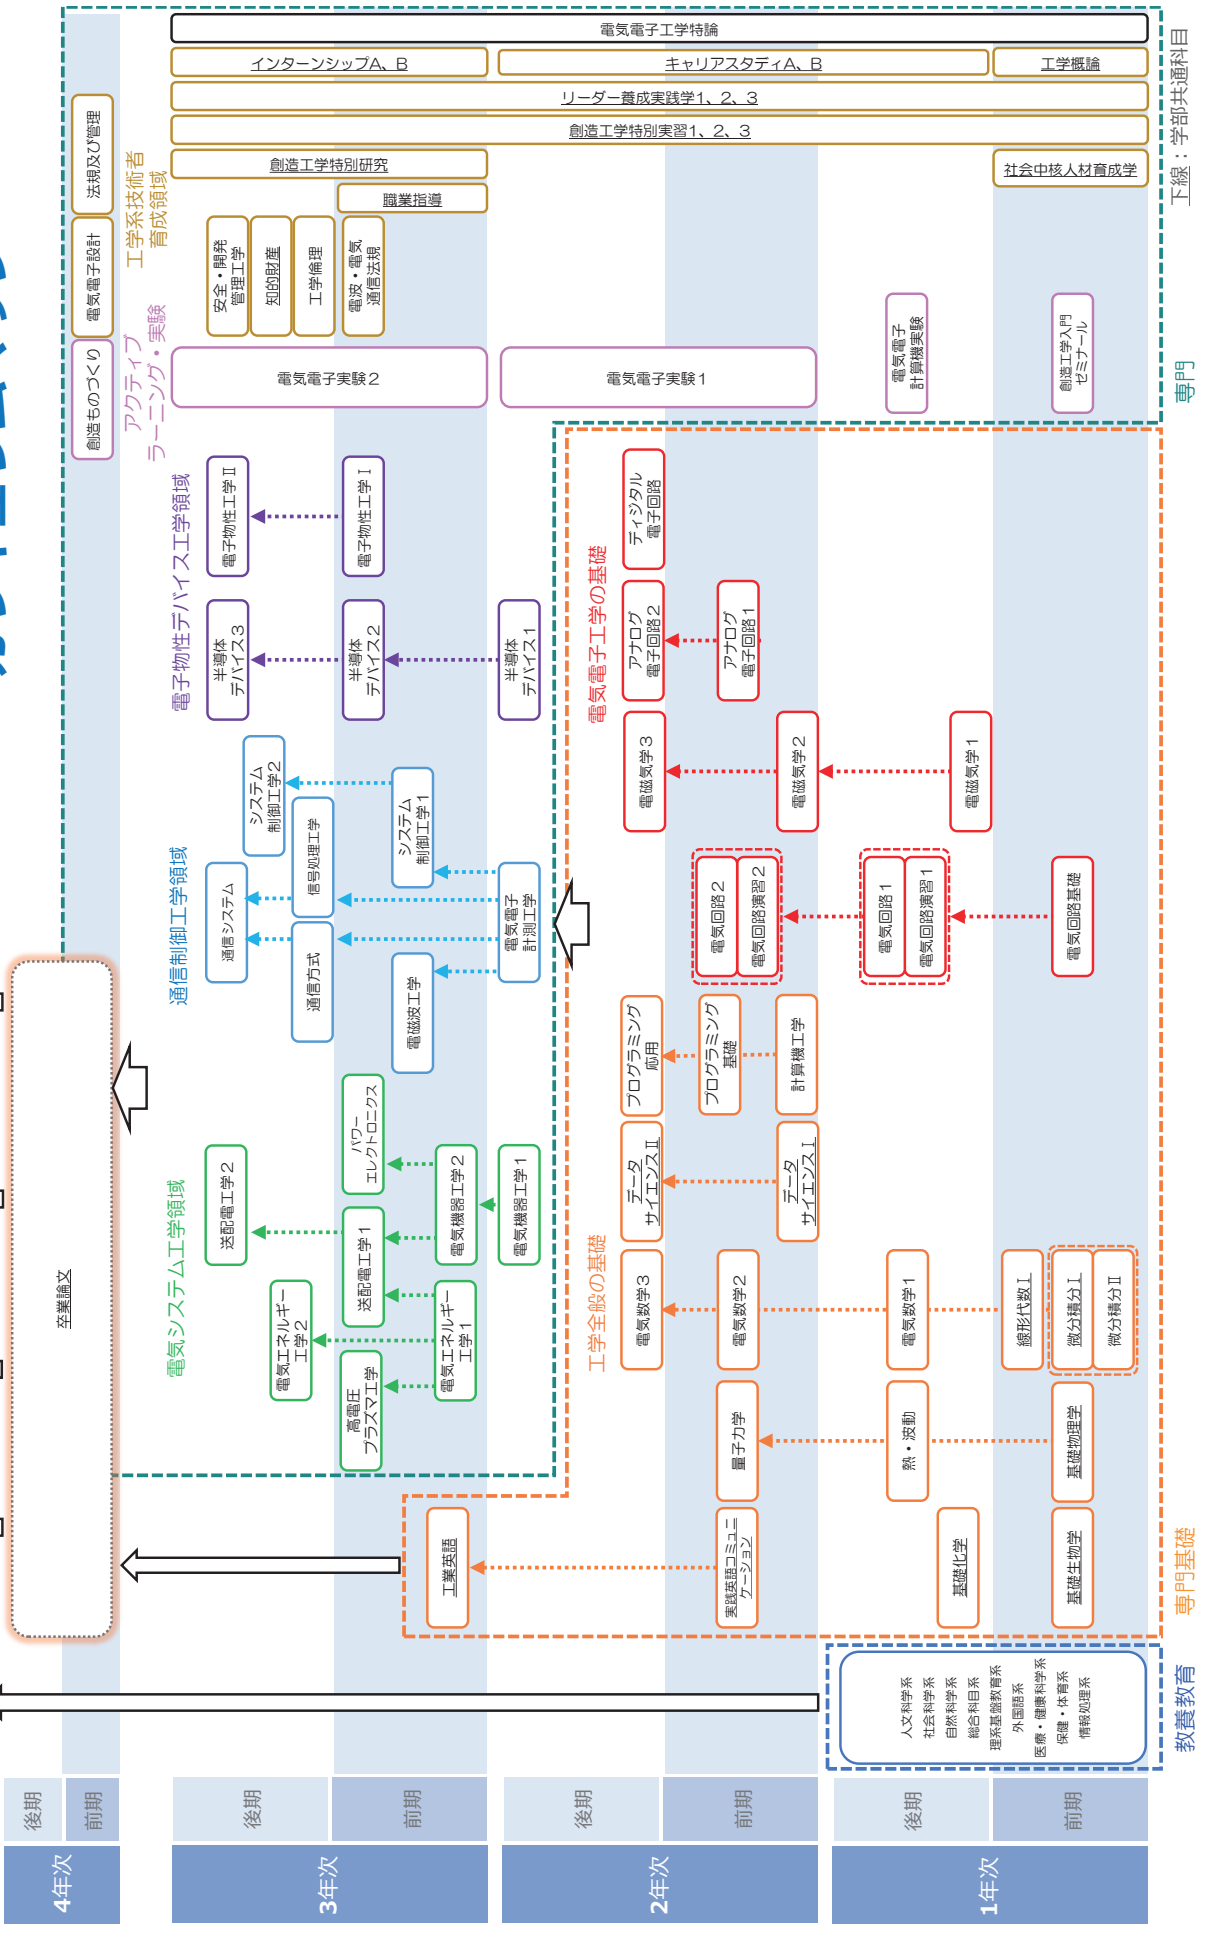 電気電子工学特論
インターンシップA、B
キャリアスタディA、B
工学概論
リーダー養成実践学1、2、3
創造工学特別実習1、2、3
創造工学特別研究
社会中核人材育成学
職業指導
下線：学部共通科目
法規及び管理
電気電子設計
創造ものづくり
工学系技術者
育成領域
アクティブ
ラーニング・実験
安全・開発
管理工学
知的財産
工学倫理
電波・電気
通信法規
電気電子実験２
電気電子実験１
電気電子
計算機実験
創造工学入門
ゼミナール
専門
電子物性デバイス工学領域
電子物性工学Ⅱ
電子物性工学Ⅰ
半導体
デバイス３
半導体
デバイス２
半導体
デバイス１
電気電子工学の基礎
ディジタル
電子回路
アナログ
電子回路２
アナログ
電子回路１
電磁気学３
電磁気学２
電磁気学１
電気回路２
電気回路演習２
電気回路１
電気回路演習１
電気回路基礎
通信制御工学領域
システム
制御工学２
システム
制御工学１
信号処理工学
通信システム
通信方式
電磁波工学
電気電子
計測工学
電気システム工学領域
送配電工学２
パワー
エレクトロニクス
電気機器工学２
電気機器工学１
送配電工学１
電気エネルギー
工学２
電気エネルギー
工学１
高電圧
プラズマ工学
工学全般の基礎
プログラミング
応用
プログラミング
基礎
計算機工学
データ
サイエンスⅡ
データ
サイエンスⅠ
電気数学３
電気数学２
電気数学１
線形代数Ⅰ
微分積分Ⅰ
微分積分Ⅱ
量子力学
熱・波動
基礎物理学
工業英語
実践英語コミュニ
ケーション
基礎化学
基礎生物学
専門基礎
卒業論文
人文科学系
社会科学系
自然科学系
総合科目系
理系基盤教育系
外国語系
医療・健康科学系
保健・体育系
情報処理系
教養教育
後期
前期
後期
前期
後期
前期
後期
前期
4年次
3年次
2年次
1年次